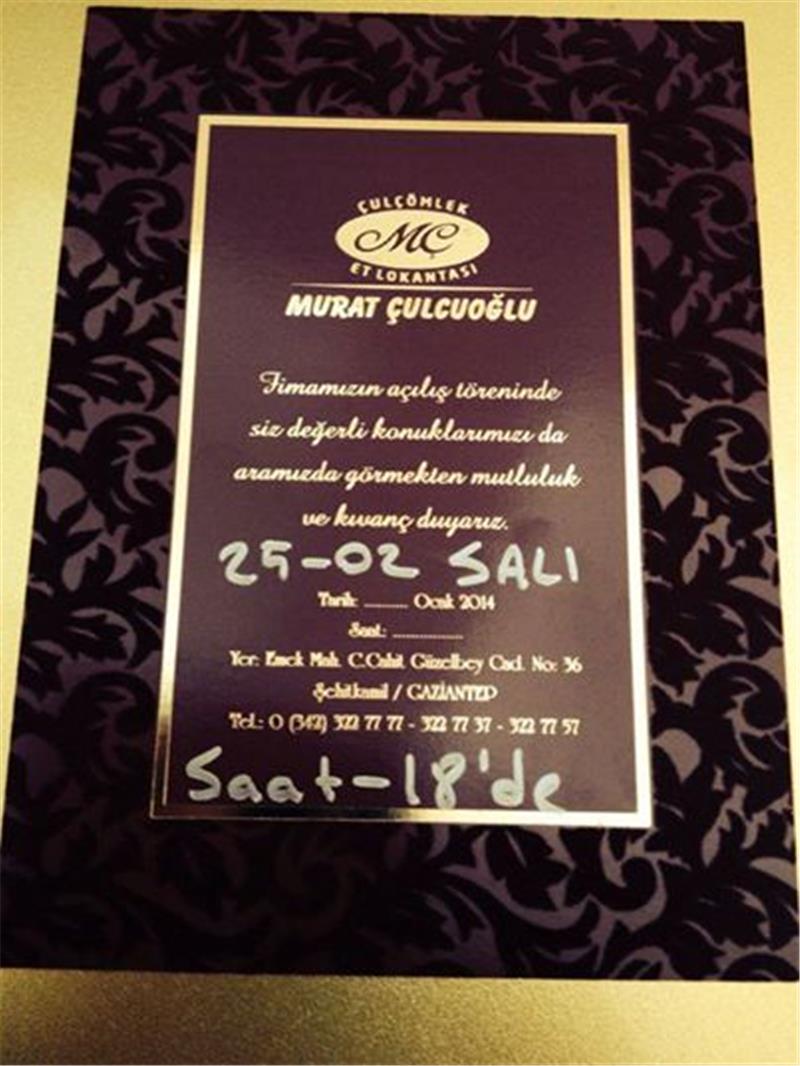 ÇULÇÖMLEK
MÇ
ET LOKANTASI
MURAT ÇULCUOĞLU
Fimamızın açılış töreninde
siz değerli konuklarımızı da
aramızda görmekten mutluluk
ve kıvanç duyarız.
25-02 SALI
Tarih: ........... Ocak 2014
Saat: ..................
Yer: Emek Mah. C.Cahit Güzelbey Cad. No: 36
Şehitkamil / GAZİANTEP
Tel.: 0 (342) 322 77 77 - 322 77 37 - 322 77 57
Saat-18'de